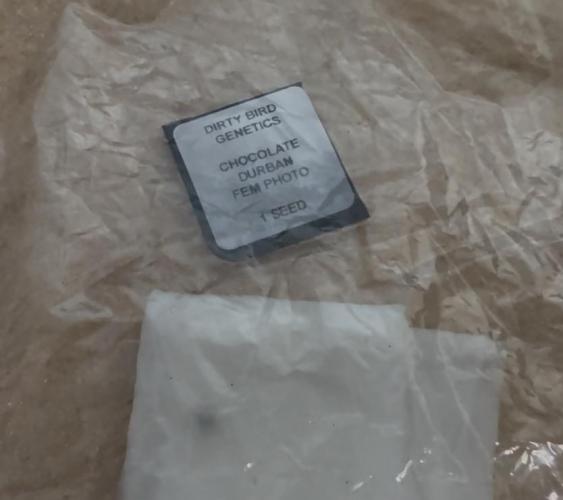 DIRTY BIRD
GENETICS
CHOCOLATE
DURBAN
FEM PHOTO
1 SEED